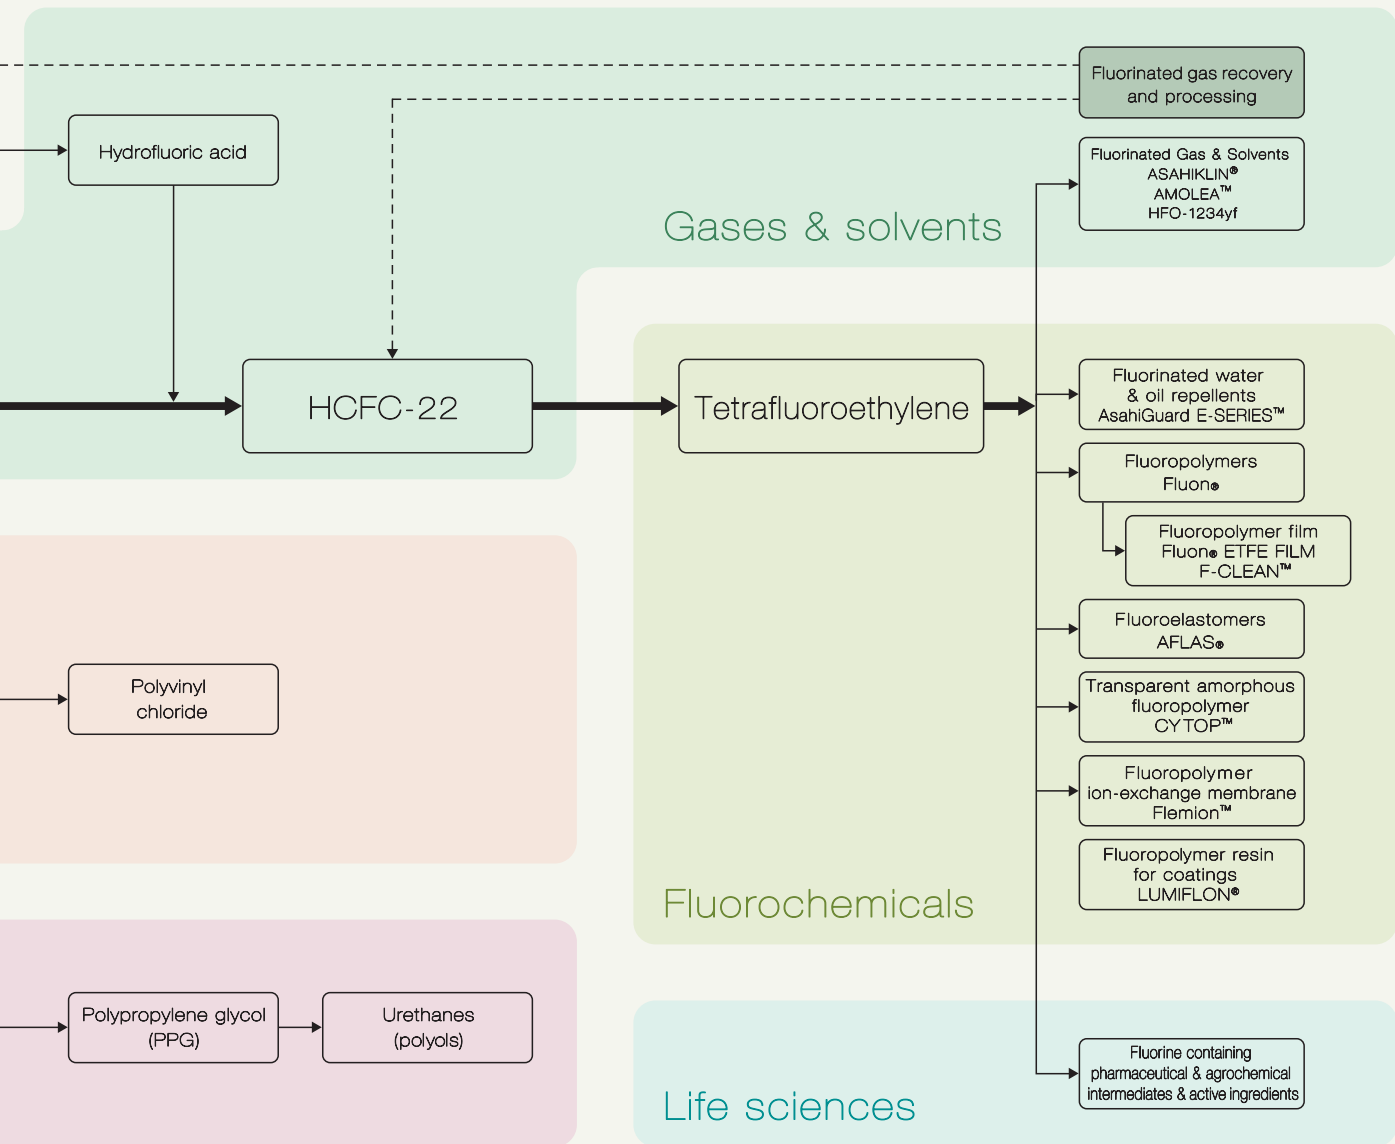 Fluorinated gas recovery
and processing
Hydrofluoric acid
Fluorinated Gas & Solvents
ASAHIKLIN®
AMOLEA™
HFO-1234yf
Gases & solvents
HCFC-22
Tetrafluoroethylene
Fluorinated water
& oil repellents
AsahiGuard E-SERIES™
Fluoropolymers
Fluon®
Fluoropolymer film
Fluon® ETFE FILM
F-CLEAN™
Fluoroelastomers
AFLAS®
Polyvinyl
chloride
Transparent amorphous
fluoropolymer
CYTOP™
Fluoropolymer
ion-exchange membrane
Flemion™
Fluoropolymer resin
for coatings
LUMIFLON®
Fluorochemicals
Polypropylene glycol
(PPG)
Urethanes
(polyols)
Fluorine containing
pharmaceutical & agrochemical
intermediates & active ingredients
Life sciences